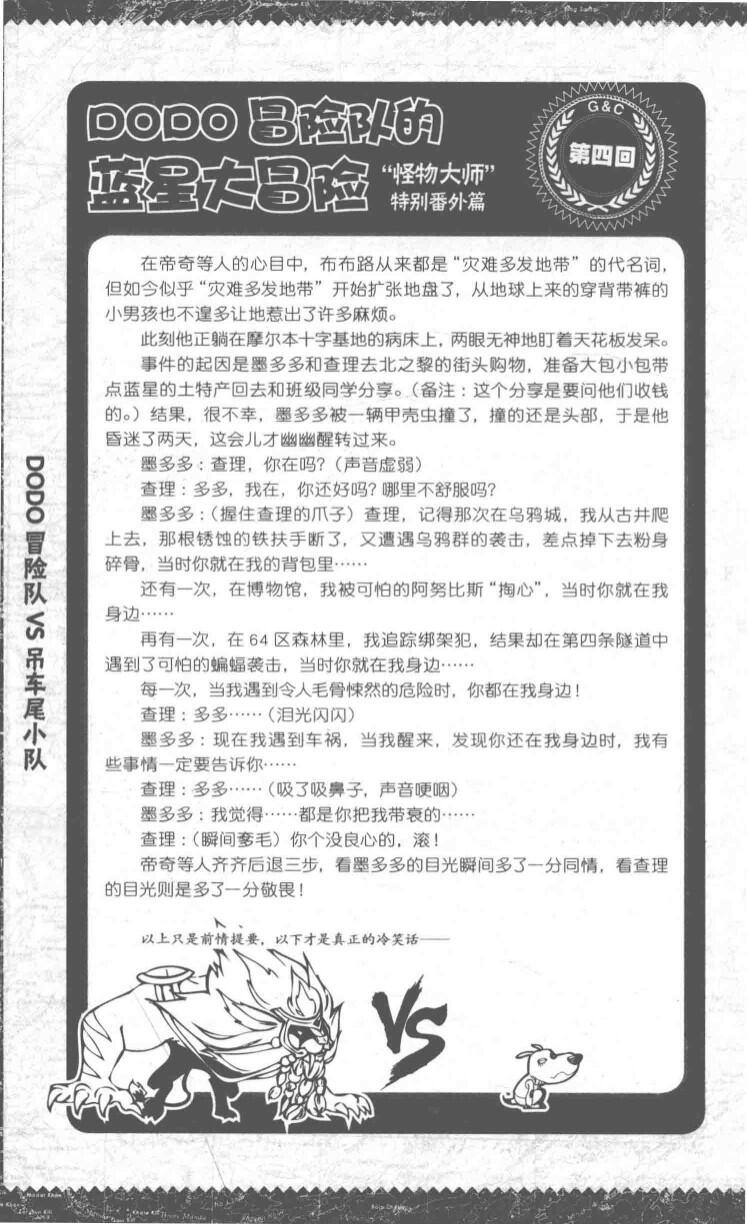 DODO 冒险队的
蓝星大冒险
“怪物大师”
特别番外篇
G&C
第四回
在帝奇等人的心目中，布布路从来都是“灾难多发地带”的代名词，
但如今似乎“灾难多发地带”开始扩张地盘了，从地球上来的穿背带裤的
小男孩也不遑多让地惹出了许多麻烦。
此刻他正躺在摩尔本十字基地的病床上，两眼无神地盯着天花板发呆。
事件的起因是墨多多和查理去北之黎的街头购物，准备大包小包带
点蓝星的土特产回去和班级同学分享。（备注：这个分享是要问他们收钱
的。）结果，很不幸，墨多多被一辆甲壳虫撞了，撞的还是头部，于是他
昏迷了两天，这会儿才幽幽醒转过来。
墨多多：查理，你在吗？（声音虚弱）
查理：多多，我在，你还好吗？哪里不舒服吗？
墨多多：（握住查理的爪子）查理，记得那次在乌鸦城，我从古井爬
上去，那根锈蚀的铁扶手断了，又遭遇乌鸦群的袭击，差点掉下去粉身
碎骨，当时你就在我的背包里……
还有一次，在博物馆，我被可怕的阿努比斯“掏心”，当时你就在我
身边……
再有一次，在 64 区森林里，我追踪绑架犯，结果却在第四条隧道中
遇到了可怕的蝙蝠袭击，当时你就在我身边……
每一次，当我遇到令人毛骨悚然的危险时，你都在我身边！
查理：多多……（泪光闪闪）
墨多多：现在我遇到车祸，当我醒来，发现你还在我身边时，我有
些事情一定要告诉你……
查理：多多……（吸了吸鼻子，声音哽咽）
墨多多：我觉得……都是你把我带衰的……
查理：（瞬间奓毛）你个没良心的，滚！
帝奇等人齐齐后退三步，看墨多多的目光瞬间多了一分同情，看查理
的目光则是多了一分敬畏！
以上只是前情提要，以下才是真正的冷笑话——
VS
DODO 冒险队 VS 吊车尾小队